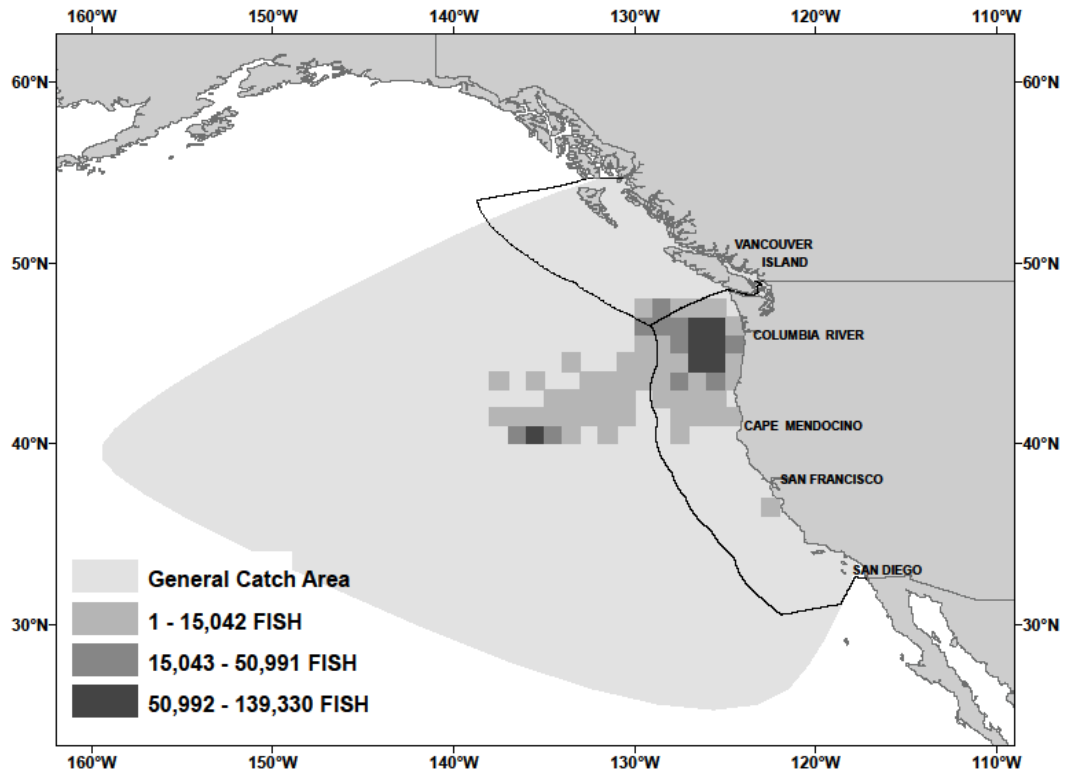 160°W 150°W 140°W 130°W 120°W 110°W
60°N 60°N
VANCOUVER
ISLAND
50°N 50°N
COLUMBIA RIVER
CAPE MENDOCINO
40°N 40°N
SAN FRANCISCO
SAN DIEGO
General Catch Area
1 - 15,042 FISH
30°N 30°N
15,043 - 50,991 FISH
50,992 - 139,330 FISH
160°W 150°W 140°W 130°W 120°W 110°W